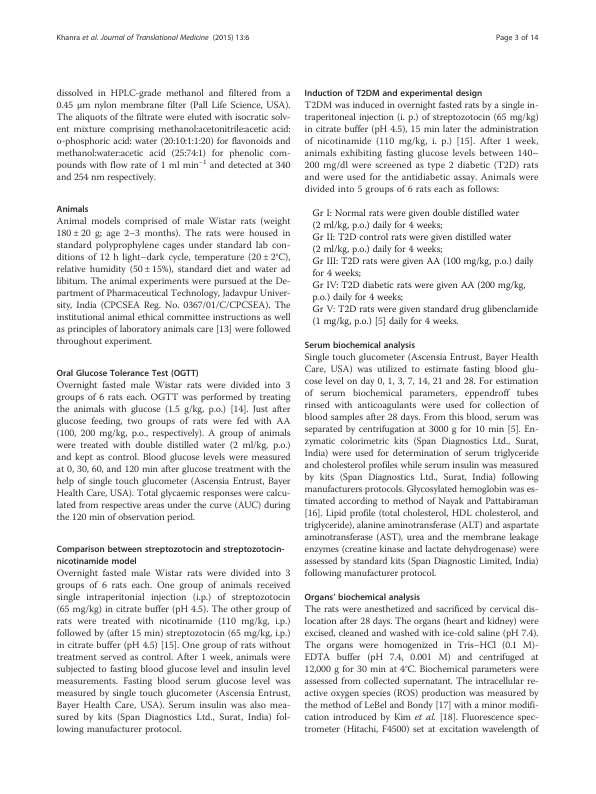 Khanra et al. Journal of Translational Medicine (2015) 13:6
Page 3 of 14
dissolved in HPLC-grade methanol and filtered from a
0.45 μm nylon membrane filter (Pall Life Science, USA).
The aliquots of the filtrate were eluted with isocratic solv-
ent mixture comprising methanol:acetonitrile:acetic acid:
o-phosphoric acid: water (20:10:1:1:20) for flavonoids and
methanol:water:acetic acid (25:74:1) for phenolic com-
pounds with flow rate of 1 ml min⁻¹ and detected at 340
and 254 nm respectively.
Animals
Animal models comprised of male Wistar rats (weight
180 ± 20 g; age 2–3 months). The rats were housed in
standard polyprophylene cages under standard lab con-
ditions of 12 h light–dark cycle, temperature (20 ± 2°C),
relative humidity (50 ± 15%), standard diet and water ad
libitum. The animal experiments were pursued at the De-
partment of Pharmaceutical Technology, Jadavpur Univer-
sity, India (CPCSEA Reg. No. 0367/01/C/CPCSEA). The
institutional animal ethical committee instructions as well
as principles of laboratory animals care [13] were followed
throughout experiment.
Oral Glucose Tolerance Test (OGTT)
Overnight fasted male Wistar rats were divided into 3
groups of 6 rats each. OGTT was performed by treating
the animals with glucose (1.5 g/kg, p.o.) [14]. Just after
glucose feeding, two groups of rats were fed with AA
(100, 200 mg/kg, p.o., respectively). A group of animals
were treated with double distilled water (2 ml/kg, p.o.)
and kept as control. Blood glucose levels were measured
at 0, 30, 60, and 120 min after glucose treatment with the
help of single touch glucometer (Ascensia Entrust, Bayer
Health Care, USA). Total glycaemic responses were calcu-
lated from respective areas under the curve (AUC) during
the 120 min of observation period.
Comparison between streptozotocin and streptozotocin-
nicotinamide model
Overnight fasted male Wistar rats were divided into 3
groups of 6 rats each. One group of animals received
single intraperitonial injection (i.p.) of streptozotocin
(65 mg/kg) in citrate buffer (pH 4.5). The other group of
rats were treated with nicotinamide (110 mg/kg, i.p.)
followed by (after 15 min) streptozotocin (65 mg/kg, i.p.)
in citrate buffer (pH 4.5) [15]. One group of rats without
treatment served as control. After 1 week, animals were
subjected to fasting blood glucose level and insulin level
measurements. Fasting blood serum glucose level was
measured by single touch glucometer (Ascensia Entrust,
Bayer Health Care, USA). Serum insulin was also mea-
sured by kits (Span Diagnostics Ltd., Surat, India) fol-
lowing manufacturer protocol.
Induction of T2DM and experimental design
T2DM was induced in overnight fasted rats by a single in-
traperitoneal injection (i. p.) of streptozotocin (65 mg/kg)
in citrate buffer (pH 4.5), 15 min later the administration
of nicotinamide (110 mg/kg, i. p.) [15]. After 1 week,
animals exhibiting fasting glucose levels between 140–
200 mg/dl were screened as type 2 diabetic (T2D) rats
and were used for the antidiabetic assay. Animals were
divided into 5 groups of 6 rats each as follows:
Gr I: Normal rats were given double distilled water
(2 ml/kg, p.o.) daily for 4 weeks;
Gr II: T2D control rats were given distilled water
(2 ml/kg, p.o.) daily for 4 weeks;
Gr III: T2D rats were given AA (100 mg/kg, p.o.) daily
for 4 weeks;
Gr IV: T2D diabetic rats were given AA (200 mg/kg,
p.o.) daily for 4 weeks;
Gr V: T2D rats were given standard drug glibenclamide
(1 mg/kg, p.o.) [5] daily for 4 weeks.
Serum biochemical analysis
Single touch glucometer (Ascensia Entrust, Bayer Health
Care, USA) was utilized to estimate fasting blood glu-
cose level on day 0, 1, 3, 7, 14, 21 and 28. For estimation
of serum biochemical parameters, eppendroff tubes
rinsed with anticoagulants were used for collection of
blood samples after 28 days. From this blood, serum was
separated by centrifugation at 3000 g for 10 min [5]. En-
zymatic colorimetric kits (Span Diagnostics Ltd., Surat,
India) were used for determination of serum triglyceride
and cholesterol profiles while serum insulin was measured
by kits (Span Diagnostics Ltd., Surat, India) following
manufacturers protocols. Glycosylated hemoglobin was es-
timated according to method of Nayak and Pattabiraman
[16]. Lipid profile (total cholesterol, HDL cholesterol, and
triglyceride), alanine aminotransferase (ALT) and aspartate
aminotransferase (AST), urea and the membrane leakage
enzymes (creatine kinase and lactate dehydrogenase) were
assessed by standard kits (Span Diagnostic Limited, India)
following manufacturer protocol.
Organs' biochemical analysis
The rats were anesthetized and sacrificed by cervical dis-
location after 28 days. The organs (heart and kidney) were
excised, cleaned and washed with ice-cold saline (pH 7.4).
The organs were homogenized in Tris–HCl (0.1 M)-
EDTA buffer (pH 7.4, 0.001 M) and centrifuged at
12,000 g for 30 min at 4°C. Biochemical parameters were
assessed from collected supernatant. The intracellular re-
active oxygen species (ROS) production was measured by
the method of LeBel and Bondy [17] with a minor modifi-
cation introduced by Kim et al. [18]. Fluorescence spec-
trometer (Hitachi, F4500) set at excitation wavelength of